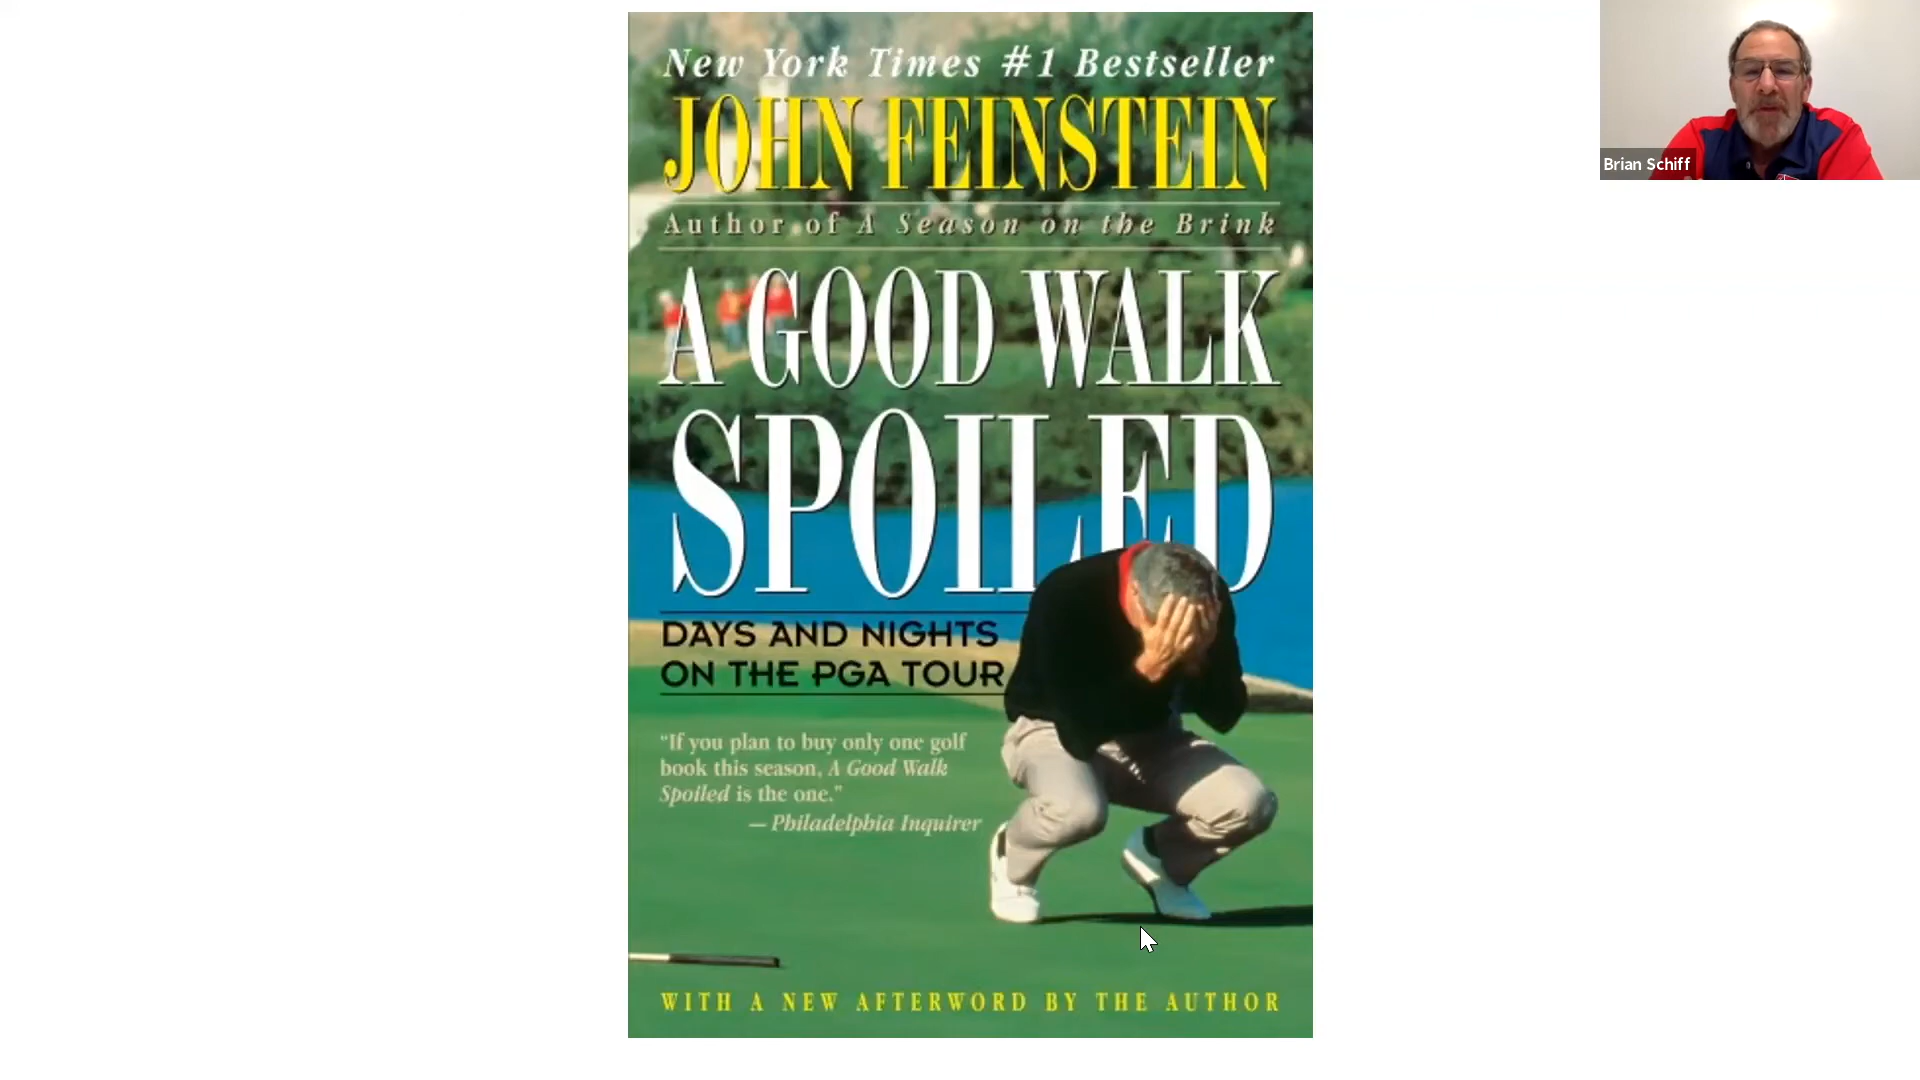 New York Times #1 Bestseller
JOHN FEINSTEIN
Author of A Season on the Brink
A GOOD WALK
SPOILED
DAYS AND NIGHTS
ON THE PGA TOUR
“If you plan to buy only one golf
book this season, A Good Walk
Spoiled is the one.”
— Philadelphia Inquirer
WITH A NEW AFTERWORD BY THE AUTHOR
Brian Schiff